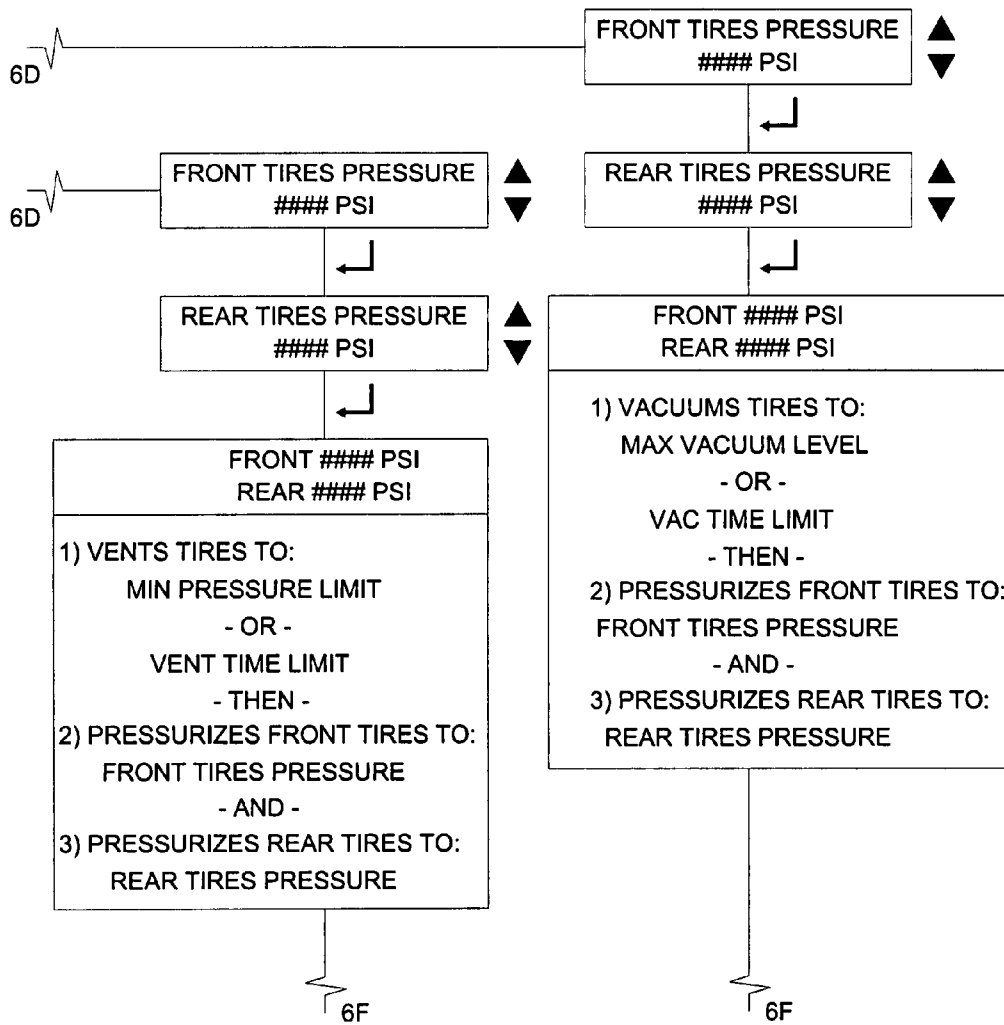 6D
FRONT TIRES PRESSURE
#### PSI
REAR TIRES PRESSURE
#### PSI
FRONT #### PSI
REAR #### PSI
1) VACUUMS TIRES TO:
MAX VACUUM LEVEL
- OR -
VAC TIME LIMIT
- THEN -
2) PRESSURIZES FRONT TIRES TO:
FRONT TIRES PRESSURE
- AND -
3) PRESSURIZES REAR TIRES TO:
REAR TIRES PRESSURE
6F
6D
FRONT TIRES PRESSURE
#### PSI
REAR TIRES PRESSURE
#### PSI
FRONT #### PSI
REAR #### PSI
1) VENTS TIRES TO:
MIN PRESSURE LIMIT
- OR -
VENT TIME LIMIT
- THEN -
2) PRESSURIZES FRONT TIRES TO:
FRONT TIRES PRESSURE
- AND -
3) PRESSURIZES REAR TIRES TO:
REAR TIRES PRESSURE
6F